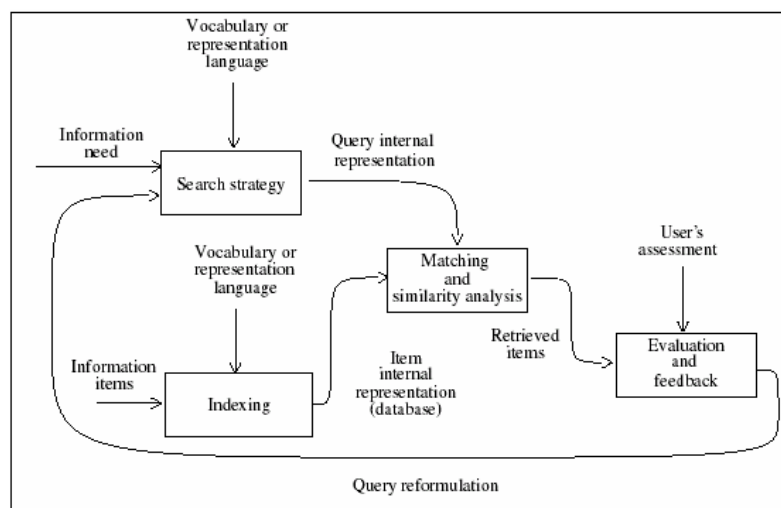 Vocabulary or
representation
language
Information
need
Search strategy
Query internal
representation
Vocabulary or
representation
language
Matching
and
similarity analysis
User's
assessment
Information
items
Indexing
Item
internal
representation
(database)
Retrieved
items
Evaluation
and
feedback
Query reformulation